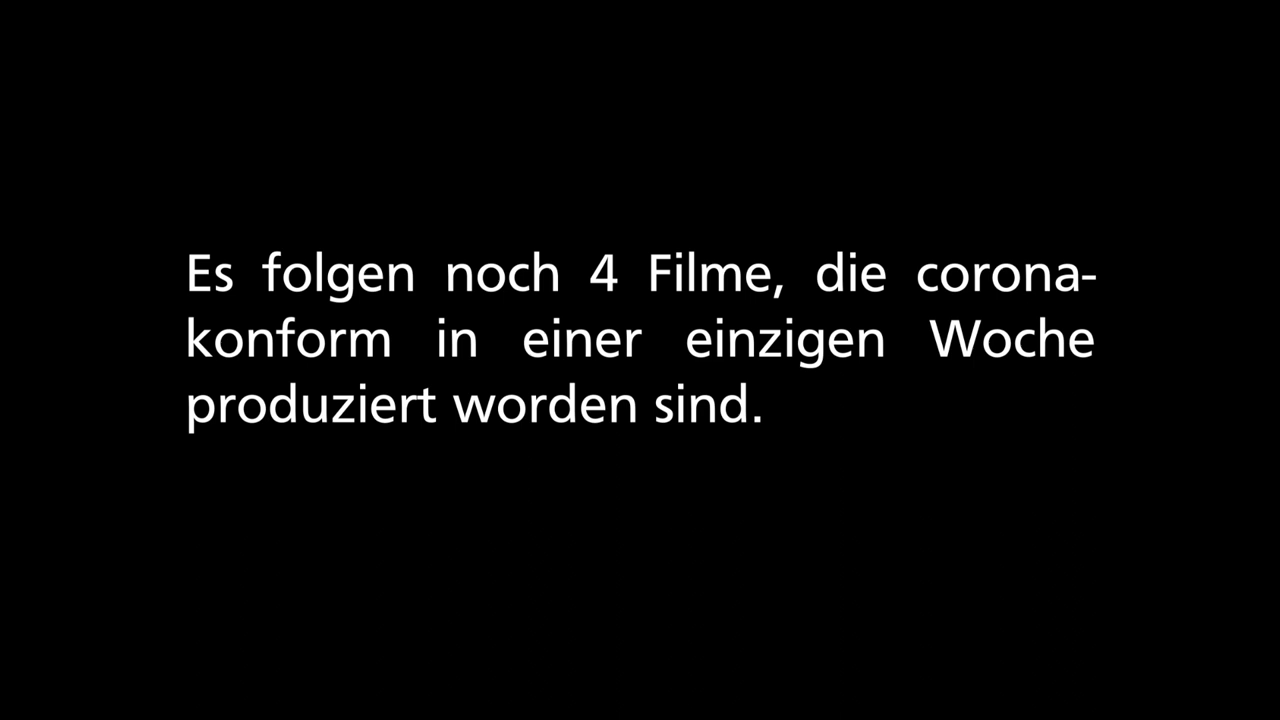 Es folgen noch 4 Filme, die corona-
konform in einer einzigen Woche
produziert worden sind.